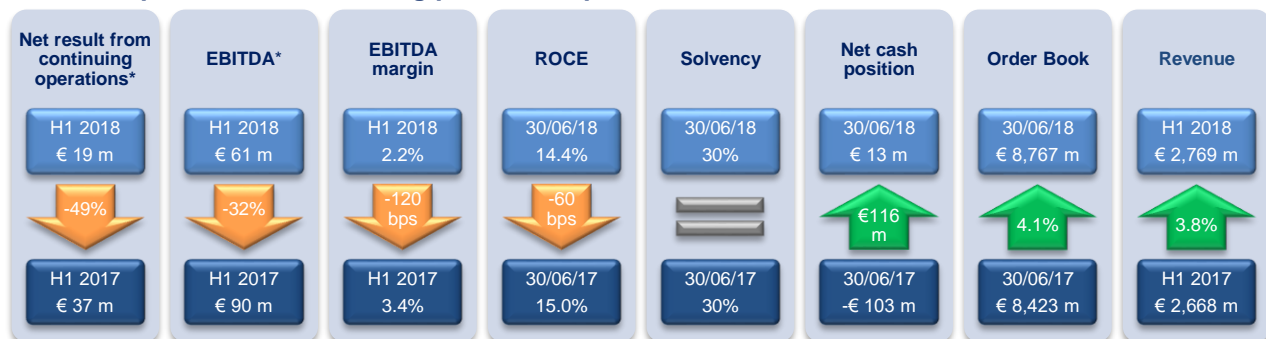 Net result from
continuing
operations*
H1 2018
€ 19 m
-49%
H1 2017
€ 37 m
EBITDA*
H1 2018
€ 61 m
-32%
H1 2017
€ 90 m
EBITDA
margin
H1 2018
2.2%
-120
bps
H1 2017
3.4%
ROCE
30/06/18
14.4%
-60
bps
30/06/17
15.0%
Solvency
30/06/18
30%
30/06/17
30%
Net cash
position
30/06/18
€ 13 m
€116
m
30/06/17
-€ 103 m
Order Book
30/06/18
€ 8,767 m
4.1%
30/06/17
€ 8,423 m
Revenue
H1 2018
€ 2,769 m
3.8%
H1 2017
€ 2,668 m